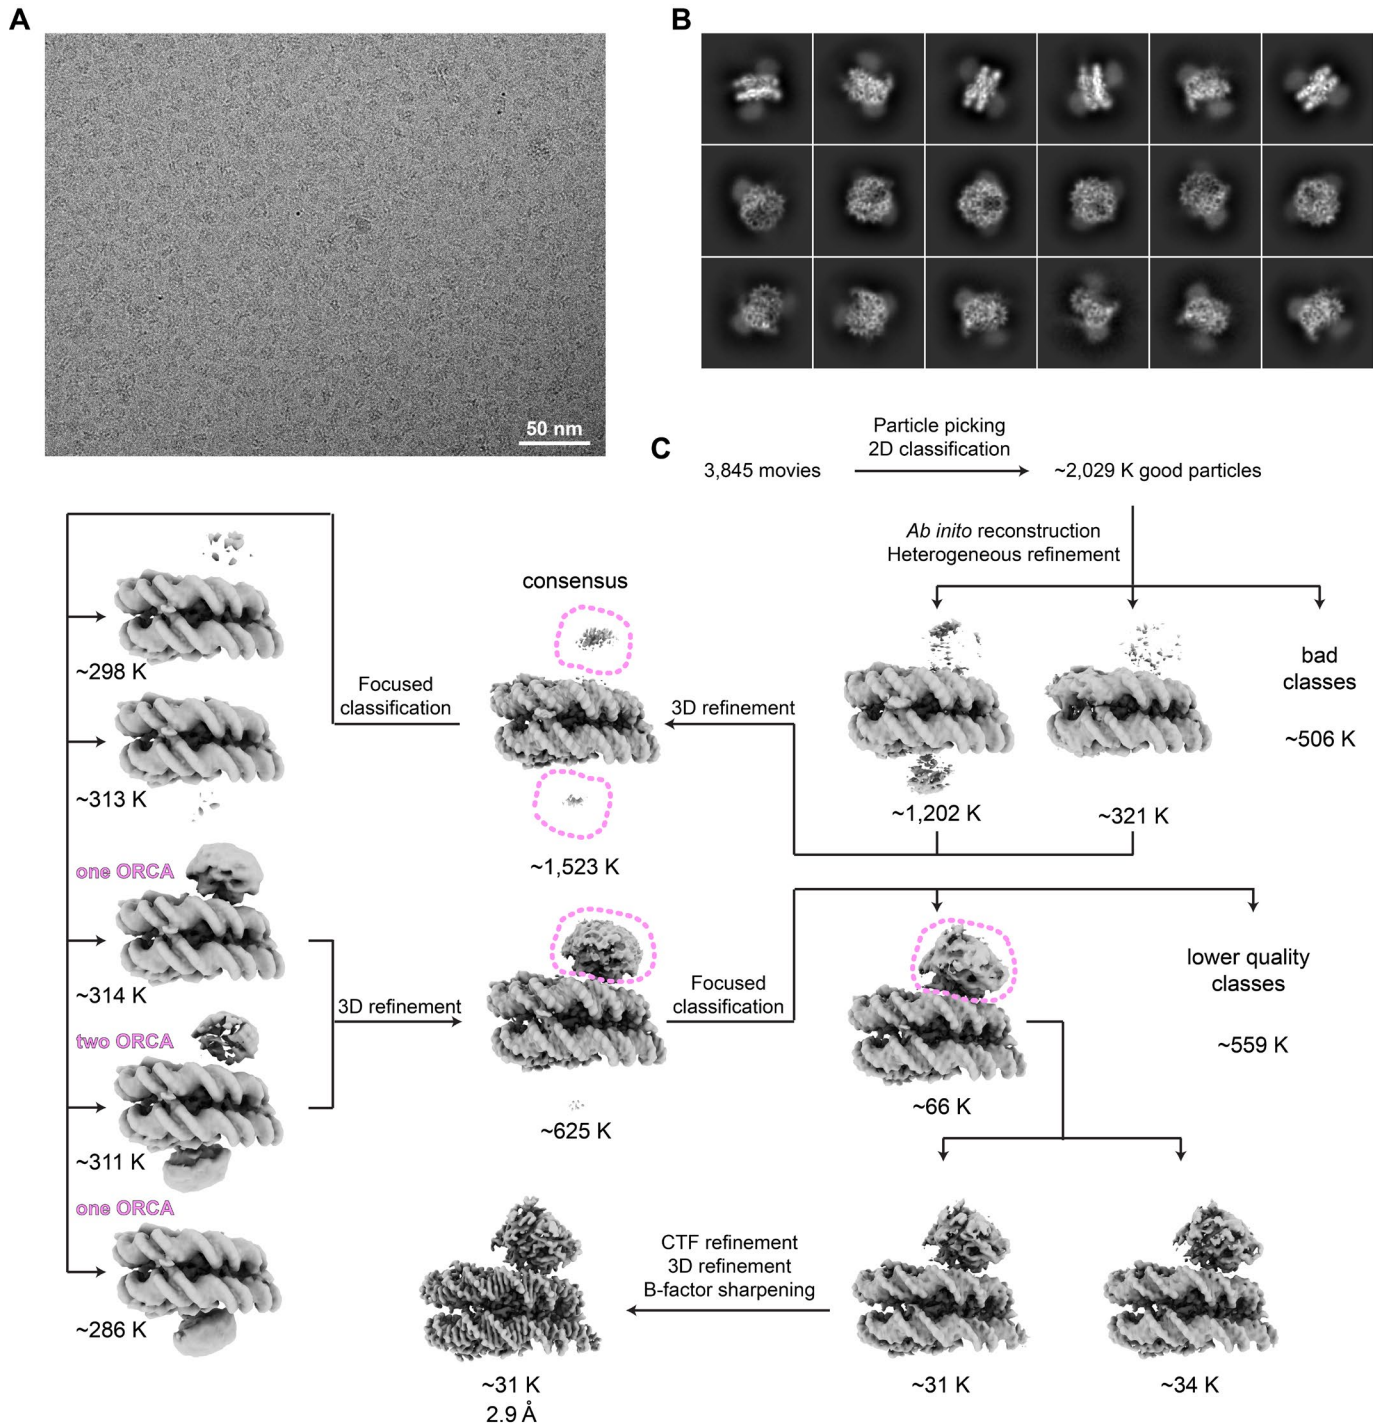 A
B
50 nm
C
Particle picking
2D classification
3,845 movies
~2,029 K good particles
Ab inito reconstruction
Heterogeneous refinement
bad
classes
~506 K
~1,202 K
~321 K
3D refinement
consensus
~1,523 K
Focused
classification
~298 K
~313 K
one ORCA
~314 K
two ORCA
~311 K
one ORCA
~286 K
3D refinement
~625 K
Focused
classification
lower quality
classes
~559 K
~66 K
CTF refinement
3D refinement
B-factor sharpening
~31 K
2.9 Å
~31 K
~34 K